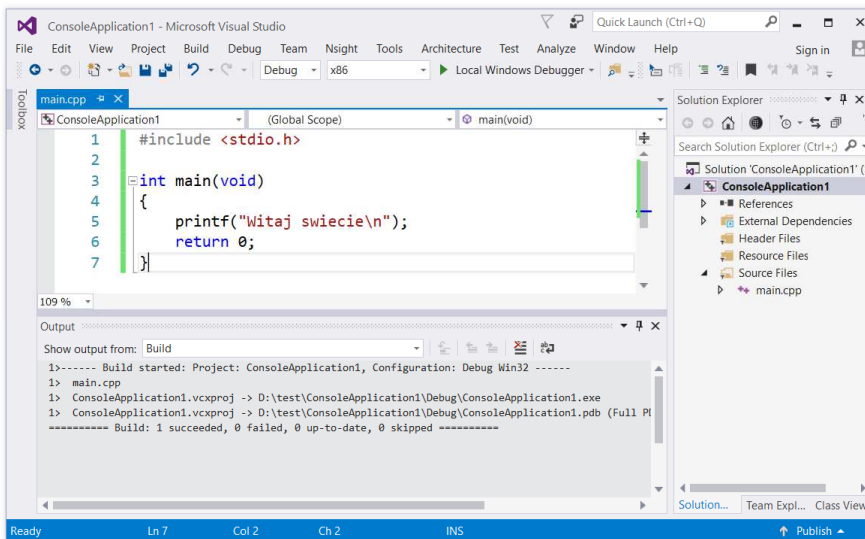 ConsoleApplication1 - Microsoft Visual Studio
Quick Launch (Ctrl+Q)
File Edit View Project Build Debug Team Nsight Tools Architecture Test Analyze Window Help
Sign in
Debug x86 Local Windows Debugger
Toolbox
main.cpp
ConsoleApplication1 (Global Scope) main(void)
1 #include <stdio.h>
2
3 int main(void)
4 {
5 printf("Witaj swiecie\n");
6 return 0;
7 }
109 %
Output
Show output from: Build
1>------ Build started: Project: ConsoleApplication1, Configuration: Debug Win32 ------
1> main.cpp
1> ConsoleApplication1.vcxproj -> D:\test\ConsoleApplication1\Debug\ConsoleApplication1.exe
1> ConsoleApplication1.vcxproj -> D:\test\ConsoleApplication1\Debug\ConsoleApplication1.pdb (Full
========== Build: 1 succeeded, 0 failed, 0 up-to-date, 0 skipped ==========
Solution Explorer
Search Solution Explorer (Ctrl+;)
Solution 'ConsoleApplication1' (
ConsoleApplication1
References
External Dependencies
Header Files
Resource Files
Source Files
main.cpp
Solution... Team Expl... Class View
Ready Ln 7 Col 2 Ch 2 INS Publish